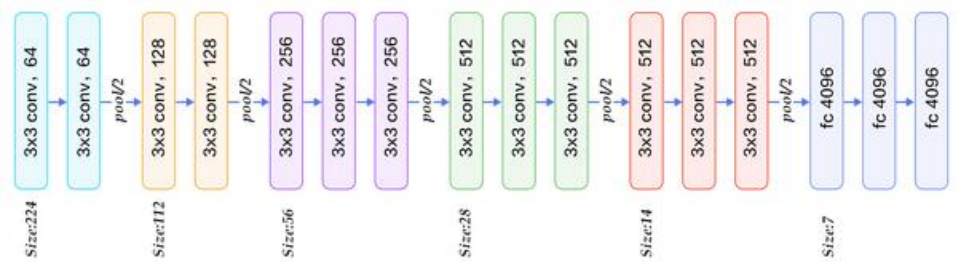 3x3 conv, 64
3x3 conv, 64
pool/2
3x3 conv, 128
3x3 conv, 128
pool/2
3x3 conv, 256
3x3 conv, 256
3x3 conv, 256
pool/2
3x3 conv, 512
3x3 conv, 512
3x3 conv, 512
pool/2
3x3 conv, 512
3x3 conv, 512
3x3 conv, 512
pool/2
fc 4096
fc 4096
fc 4096
Size:224
Size:112
Size:56
Size:28
Size:14
Size:7